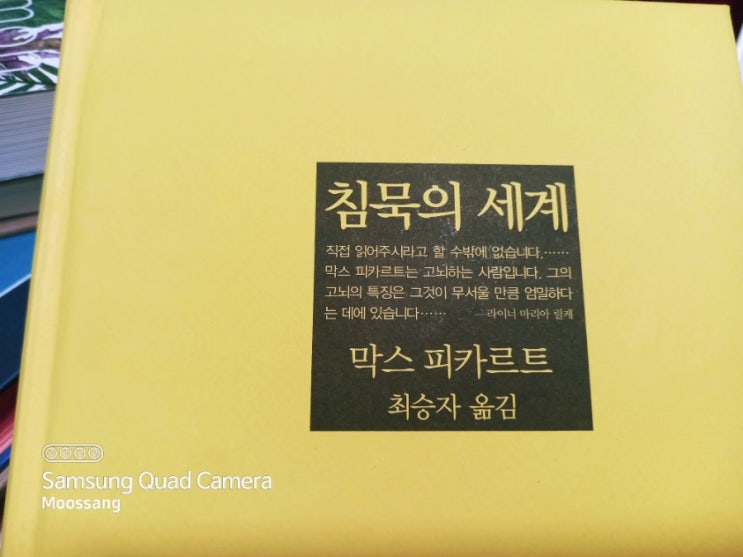 침묵의 세계
직접 읽어주시라고 할 수밖에 없습니다.……
막스 피카르트는 고뇌하는 사람입니다. 그의
고뇌의 특징은 그것이 무서울 만큼 엄밀하다
는 데에 있습니다…… —라이너 마리아 릴케
막스 피카르트
최승자 옮김
Samsung Quad Camera
Moossang